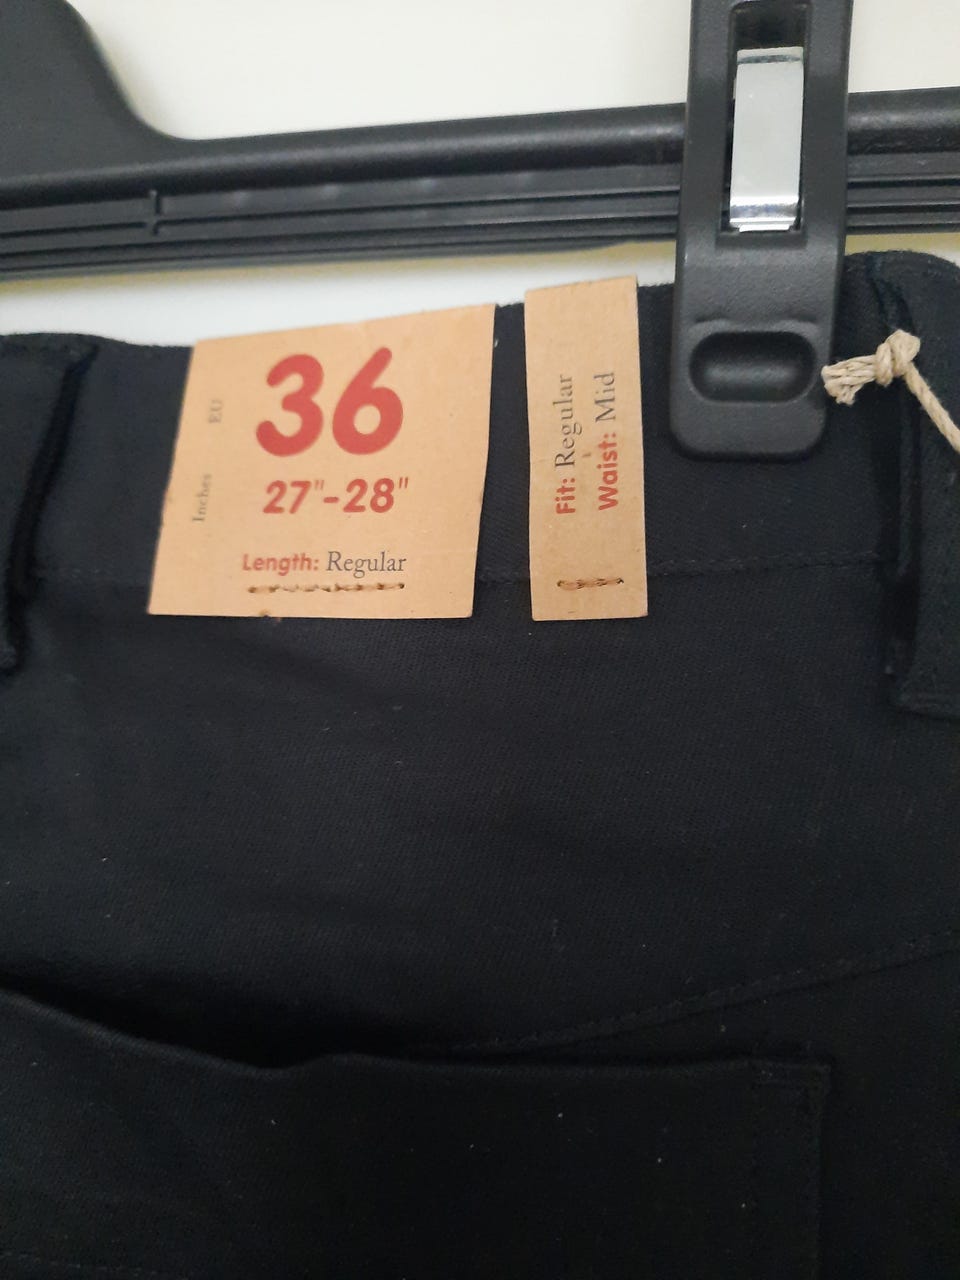 EU
36
Inches
27"-28"
Length: Regular
Fit: Regular
Waist: Mid